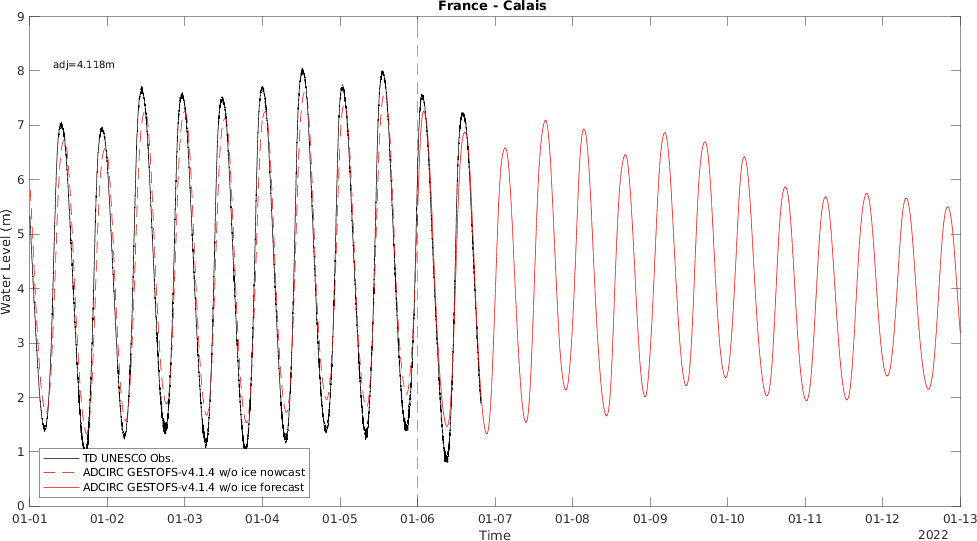 France - Calais
adj=4.118m
Water Level (m)
9
8
7
6
5
4
3
2
1
0
TD UNESCO Obs.
ADCIRC GESTOFS-v4.1.4 w/o ice nowcast
ADCIRC GESTOFS-v4.1.4 w/o ice forecast
01-01 01-02 01-03 01-04 01-05 01-06 01-07 01-08 01-09 01-10 01-11 01-12 01-13
Time
2022